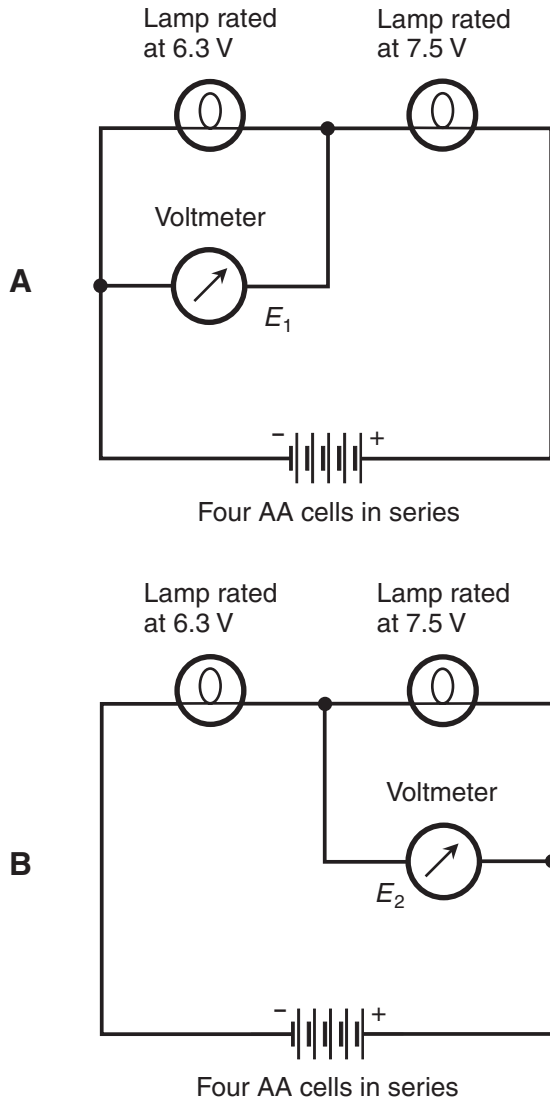 Lamp rated
at 6.3 V
Lamp rated
at 7.5 V
Voltmeter
A
E1
− +
Four AA cells in series
Lamp rated
at 6.3 V
Lamp rated
at 7.5 V
Voltmeter
B
E2
− +
Four AA cells in series